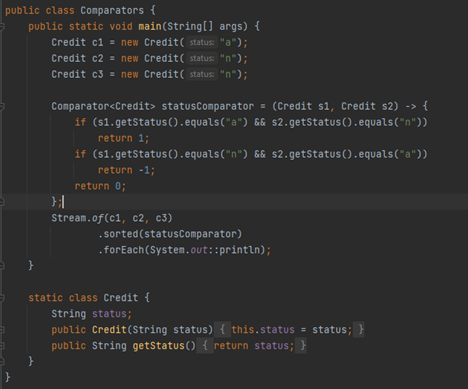 public class Comparators {
public static void main(String[] args) {
Credit c1 = new Credit( status: "a");
Credit c2 = new Credit( status: "n");
Credit c3 = new Credit( status: "n");
Comparator<Credit> statusComparator = (Credit s1, Credit s2) -> {
if (s1.getStatus().equals("a") && s2.getStatus().equals("n"))
return 1;
if (s1.getStatus().equals("n") && s2.getStatus().equals("a"))
return -1;
return 0;
};
Stream.of(c1, c2, c3)
.sorted(statusComparator)
.forEach(System.out::println);
}
static class Credit {
String status;
public Credit(String status) { this.status = status; }
public String getStatus() { return status; }
}
}